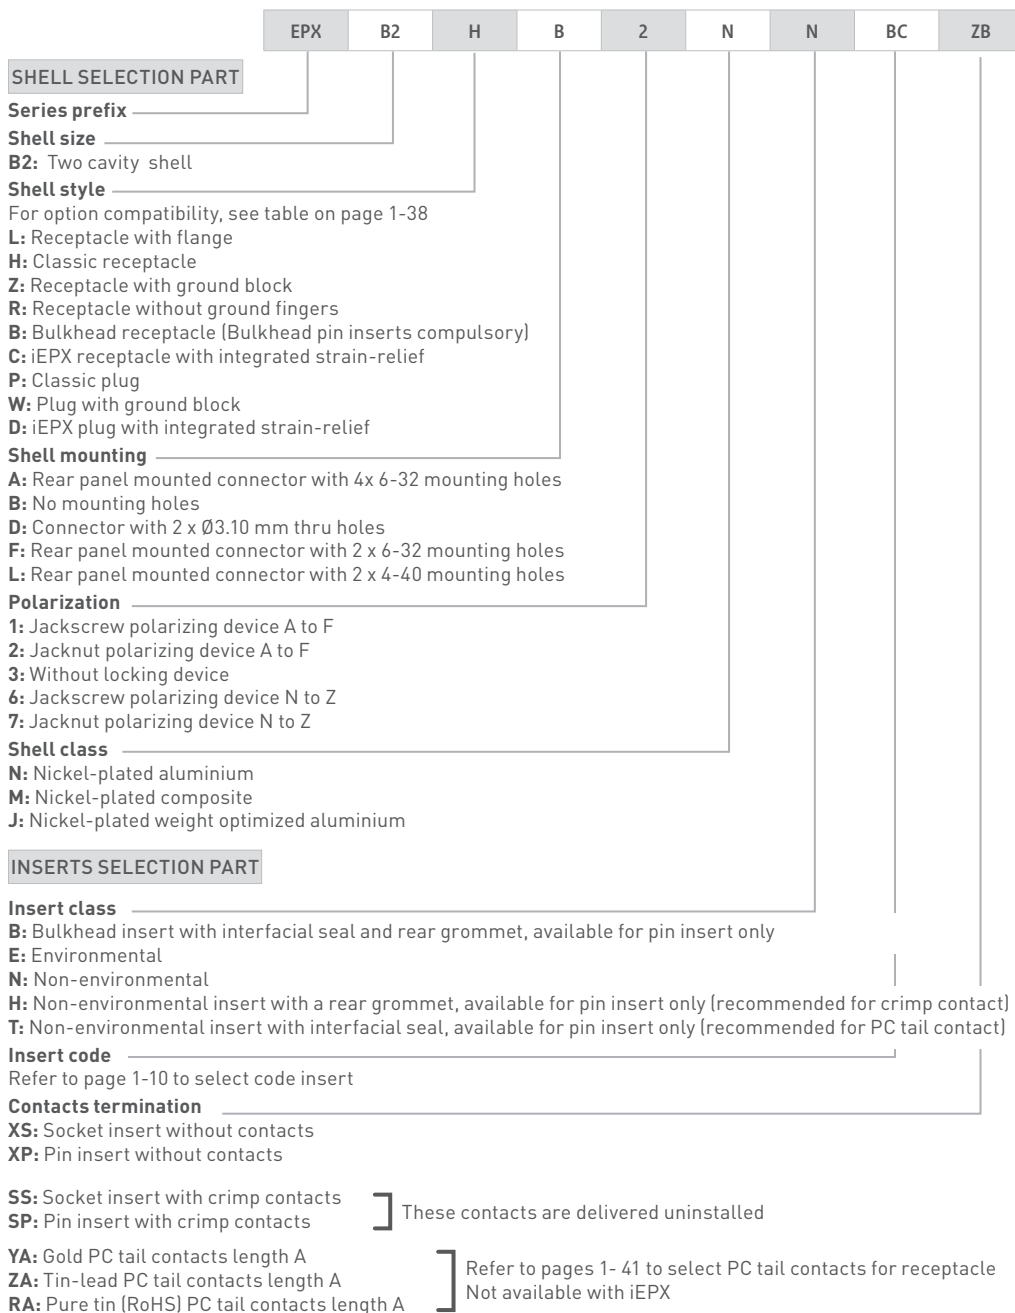 EPX B2 H B 2 N N BC ZB
SHELL SELECTION PART
Series prefix
Shell size
B2: Two cavity shell
Shell style
For option compatibility, see table on page 1-38
L: Receptacle with flange
H: Classic receptacle
Z: Receptacle with ground block
R: Receptacle without ground fingers
B: Bulkhead receptacle (Bulkhead pin inserts compulsory)
C: iEPX receptacle with integrated strain-relief
P: Classic plug
W: Plug with ground block
D: iEPX plug with integrated strain-relief
Shell mounting
A: Rear panel mounted connector with 4x 6-32 mounting holes
B: No mounting holes
D: Connector with 2 x Ø3.10 mm thru holes
F: Rear panel mounted connector with 2 x 6-32 mounting holes
L: Rear panel mounted connector with 2 x 4-40 mounting holes
Polarization
1: Jackscrew polarizing device A to F
2: Jacknut polarizing device A to F
3: Without locking device
6: Jackscrew polarizing device N to Z
7: Jacknut polarizing device N to Z
Shell class
N: Nickel-plated aluminium
M: Nickel-plated composite
J: Nickel-plated weight optimized aluminium
INSERTS SELECTION PART
Insert class
B: Bulkhead insert with interfacial seal and rear grommet, available for pin insert only
E: Environmental
N: Non-environmental
H: Non-environmental insert with a rear grommet, available for pin insert only (recommended for crimp contact)
T: Non-environmental insert with interfacial seal, available for pin insert only (recommended for PC tail contact)
Insert code
Refer to page 1-10 to select code insert
Contacts termination
XS: Socket insert without contacts
XP: Pin insert without contacts
SS: Socket insert with crimp contacts
SP: Pin insert with crimp contacts
These contacts are delivered uninstalled
YA: Gold PC tail contacts length A
ZA: Tin-lead PC tail contacts length A
RA: Pure tin (RoHS) PC tail contacts length A
Refer to pages 1- 41 to select PC tail contacts for receptacle
Not available with iEPX